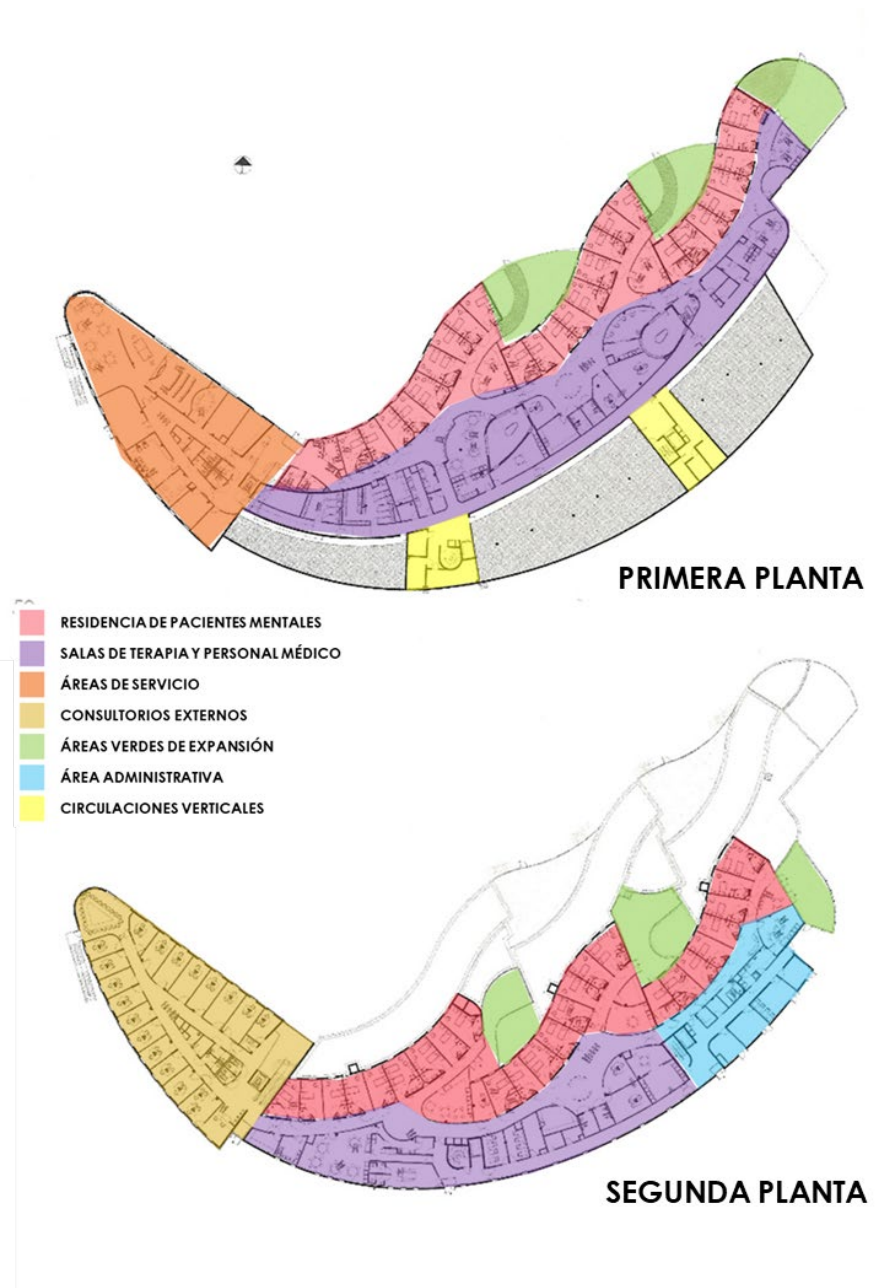 PRIMERA PLANTA
RESIDENCIA DE PACIENTES MENTALES
SALAS DE TERAPIA Y PERSONAL MÉDICO
ÁREAS DE SERVICIO
CONSULTORIOS EXTERNOS
ÁREAS VERDES DE EXPANSIÓN
ÁREA ADMINISTRATIVA
CIRCULACIONES VERTICALES
SEGUNDA PLANTA